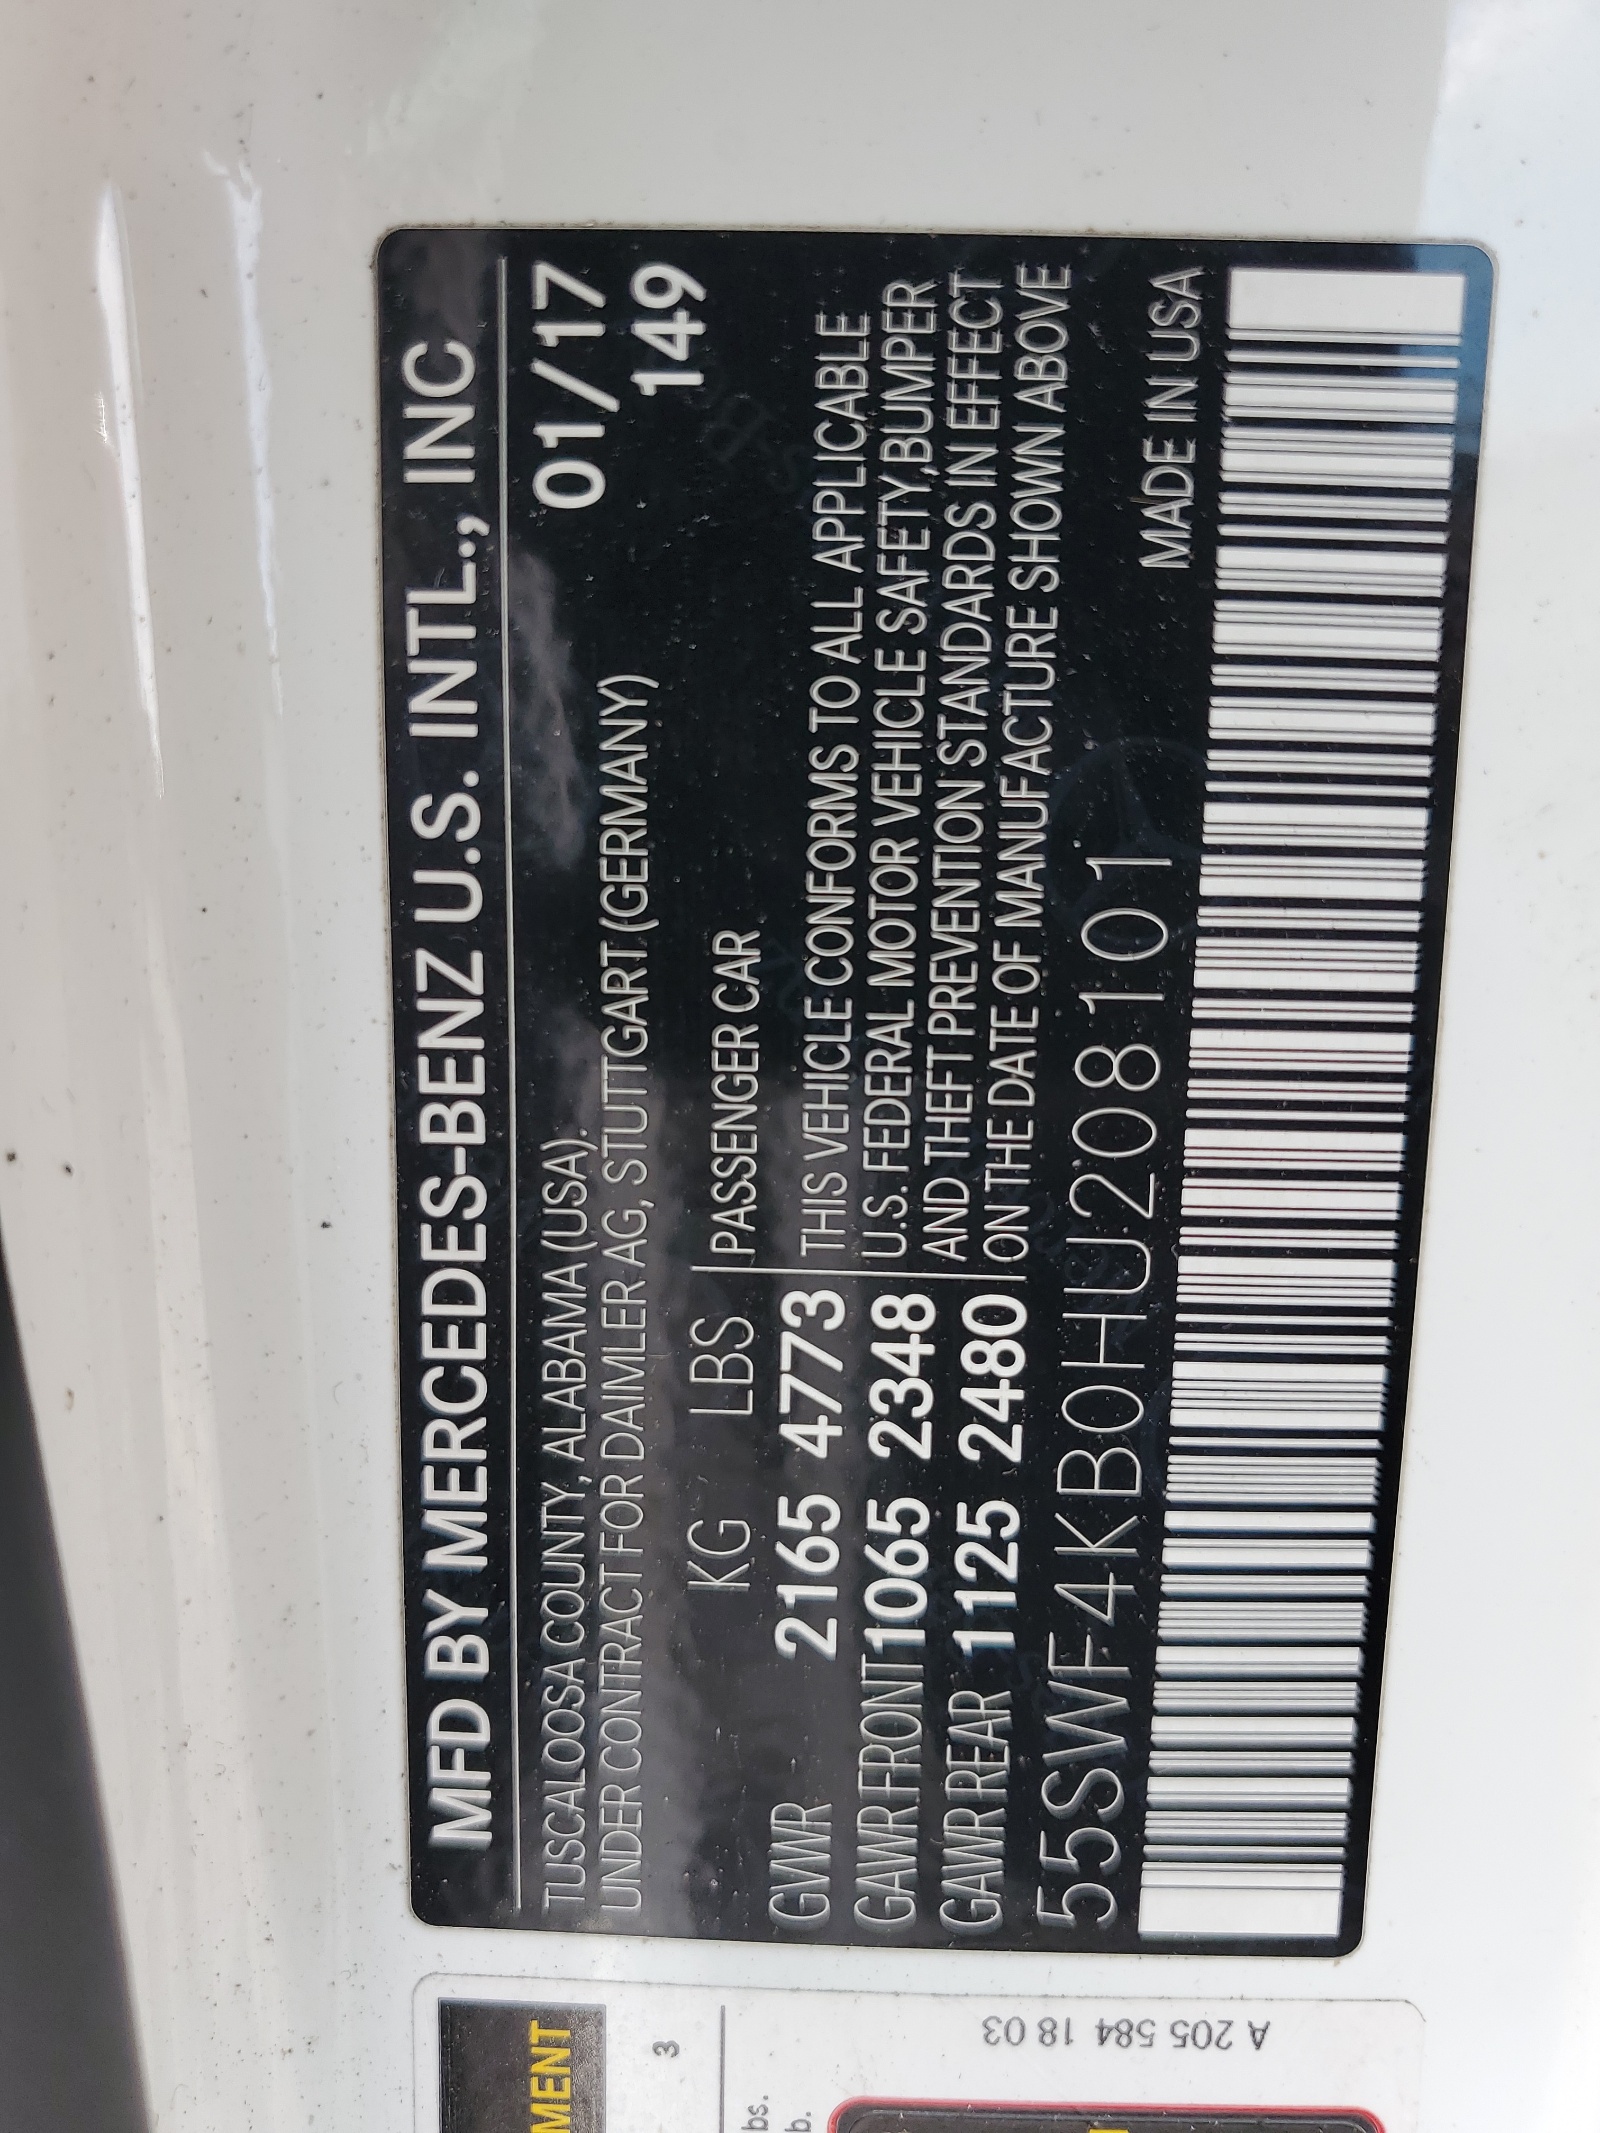 MFD BY MERCEDES-BENZ U.S. INTL., INC
TUSCALOOSA COUNTY, ALABAMA (USA). 01/17
UNDER CONTRACT FOR DAIMLER AG, STUTTGART (GERMANY) 149
KG LBS PASSENGER CAR
GVWR 2165 4773 THIS VEHICLE CONFORMS TO ALL APPLICABLE
GAWR FRONT 1065 2348 U.S. FEDERAL MOTOR VEHICLE SAFETY, BUMPER
GAWR REAR 1125 2480 AND THEFT PREVENTION STANDARDS IN EFFECT
ON THE DATE OF MANUFACTURE SHOWN ABOVE
55SWF4KB0HU208101
MADE IN USA
MENT
3
bs.
b.
A 205 584 18 03